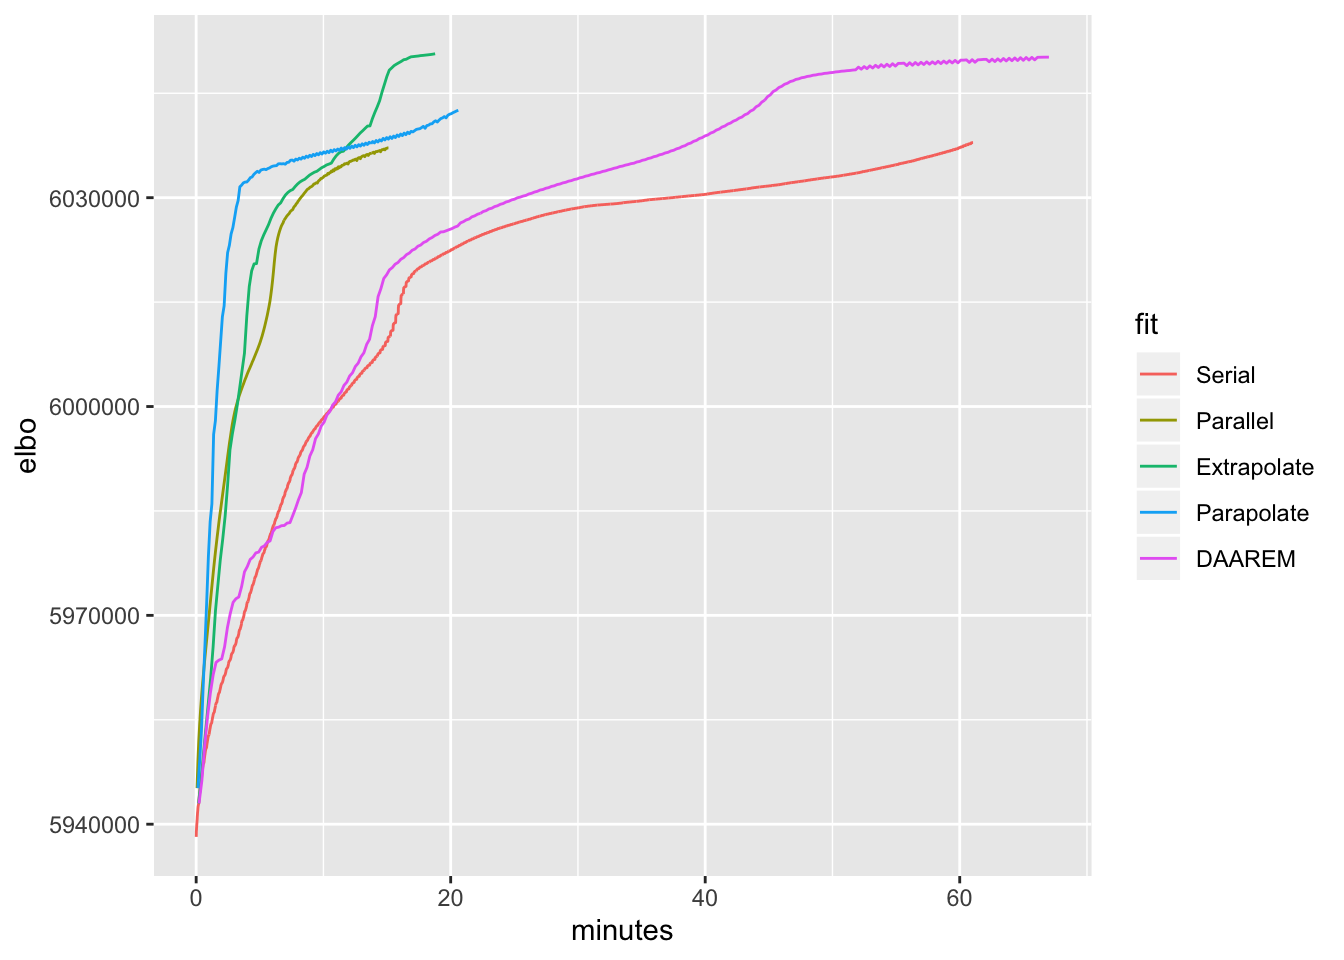 elbo
6030000
6000000
5970000
5940000
0 20 40 60
minutes
fit
Serial
Parallel
Extrapolate
Parapolate
DAAREM